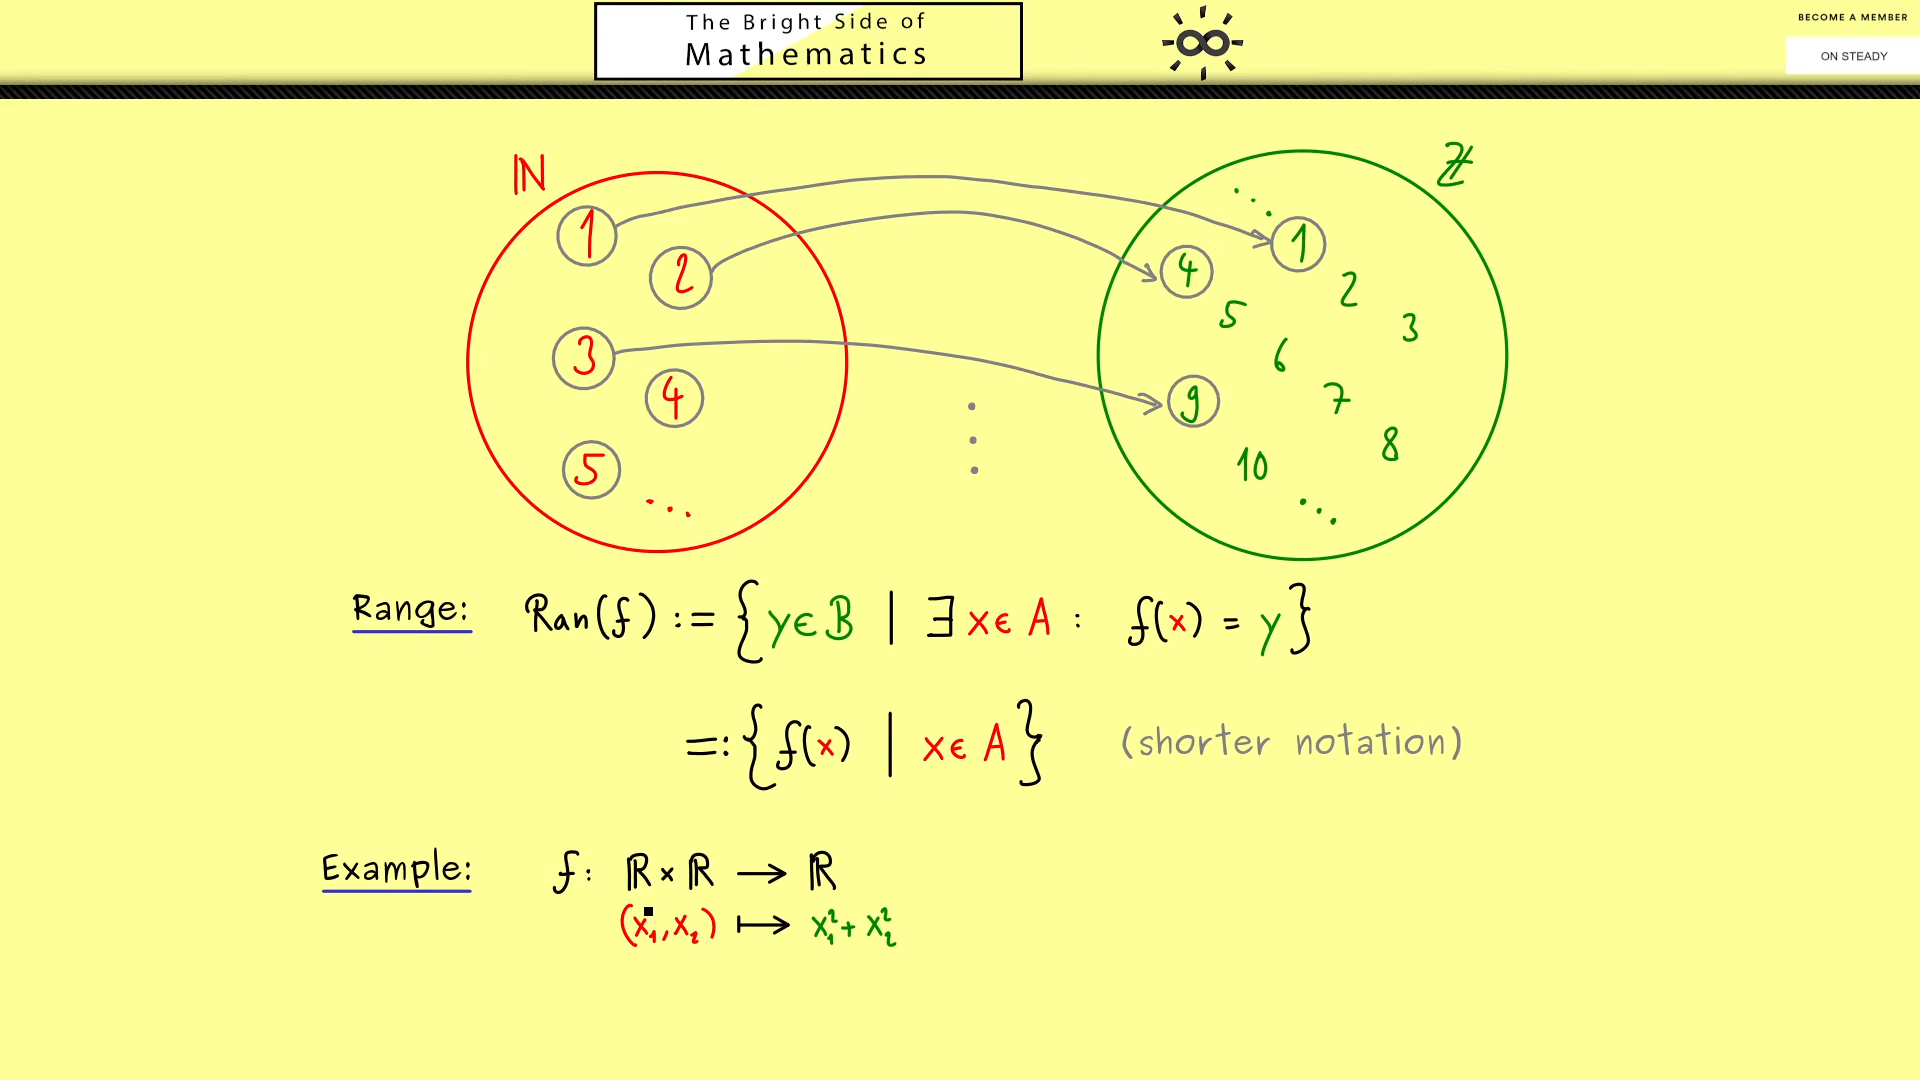 The Bright Side of
Mathematics
BECOME A MEMBER
ON STEADY
ℕ
1
2
3
4
5
...
⋮
ℤ
...
1
4
2
5
3
6
9
7
10
8
...
Range: Ran(f) := { y ∈ B | ∃ x ∈ A : f(x) = y }
=: { f(x) | x ∈ A } (shorter notation)
Example: f: ℝ × ℝ → ℝ
(x₁, x₂) ↦ x₁² + x₂²